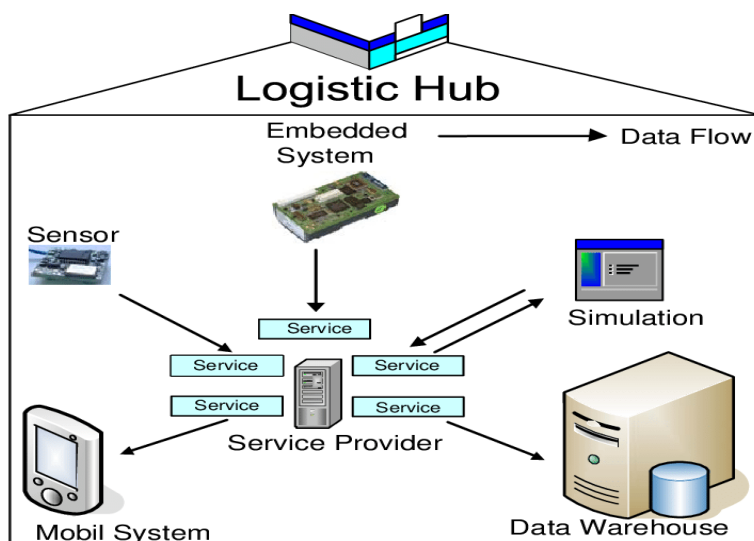 Logistic Hub
Embedded
System
Data Flow
Sensor
Service
Simulation
Service
Service
Service
Service
Service Provider
Mobil System
Data Warehouse